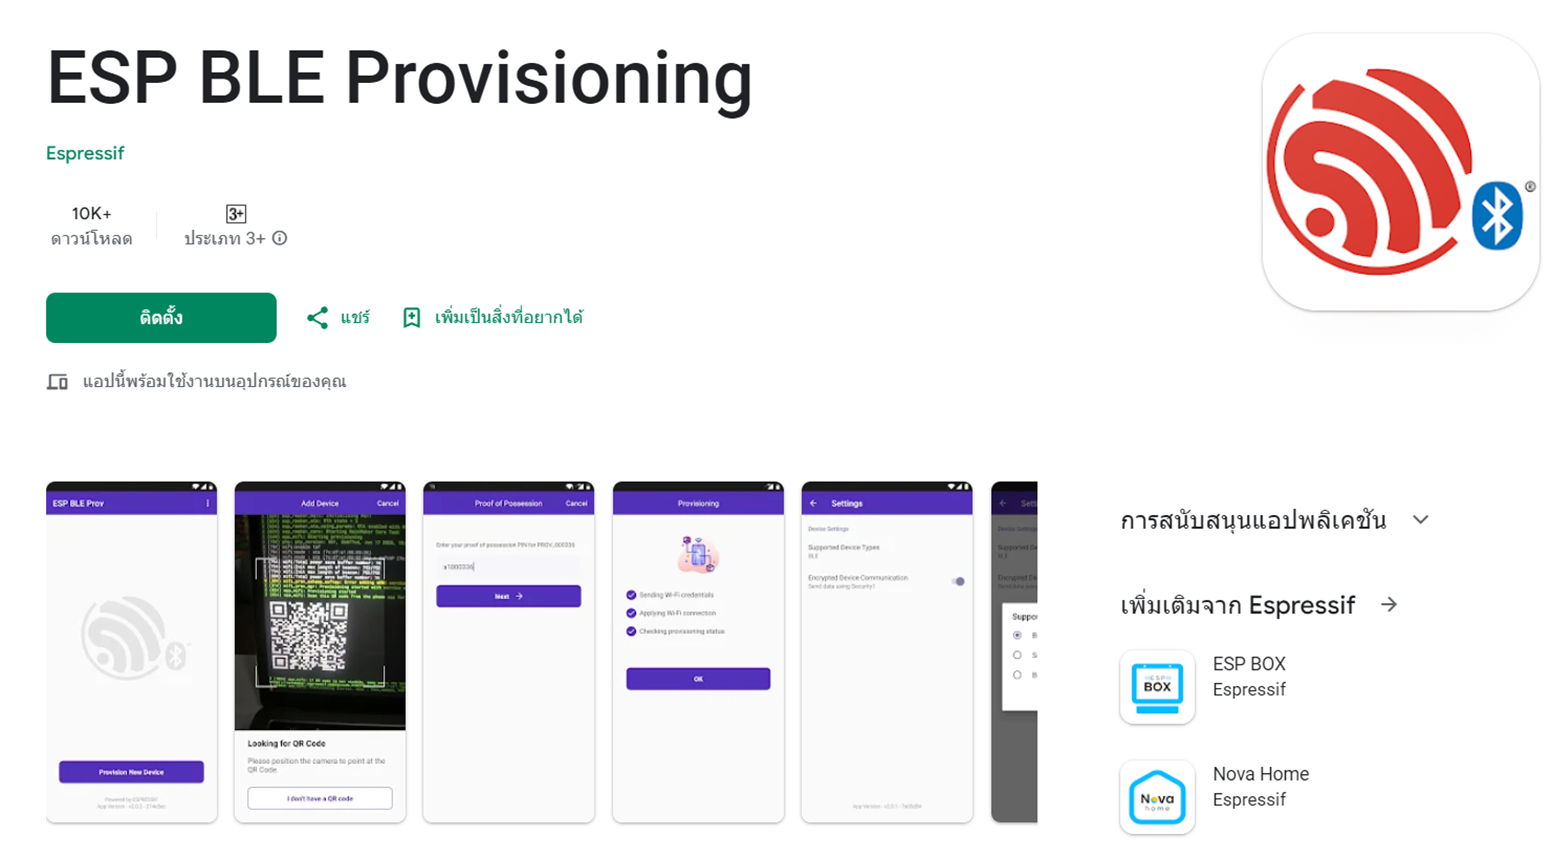 ESP BLE Provisioning
Espressif
10K+
ดาวน์โหลด
3+
ประเภท 3+
ติดตั้ง
แชร์
เพิ่มเป็นสิ่งที่อยากได้
แอปนี้พร้อมใช้งานบนอุปกรณ์ของคุณ
ESP BLE Prov
Provision New Device
Powered by ESPRESSIF
Add Device
Cancel
Looking for QR Code
Please position the camera to point at the
QR Code.
I don't have a QR code
Proof of Possession
Cancel
Enter your proof of possession PIN for PROV_000336
Next
Provisioning
Sending Wi-Fi credentials
Applying Wi-Fi connection
Checking provisioning status
OK
Settings
Device Settings
Supported Device Types
BLE
Encrypted Device Communication
Send data using Security1
การสนับสนุนแอปพลิเคชัน
เพิ่มเติมจาก Espressif
ESP
BOX
ESP BOX
Espressif
Nova
home
Nova Home
Espressif